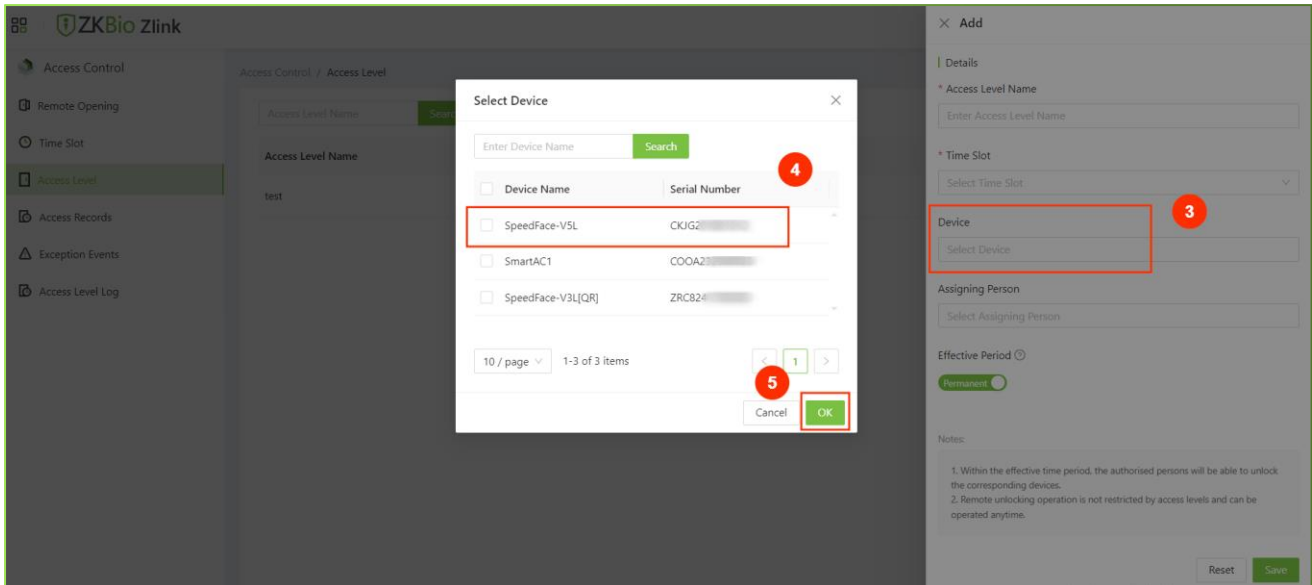 ZKBio Zlink
Access Control
Remote Opening
Time Slot
Access Level
Access Records
Exception Events
Access Level Log
Access Control / Access Level
Access Level Name
Search
Access Level Name
test
Select Device
Enter Device Name
Search
4
Device Name
Serial Number
SpeedFace-V5L
CKJG2
SmartAC1
COOA23
SpeedFace-V3L[QR]
ZRC824
10 / page
1-3 of 3 items
< 1 >
5
Cancel
OK
Add
Details
* Access Level Name
Enter Access Level Name
* Time Slot
Select Time Slot
3
Device
Select Device
Assigning Person
Select Assigning Person
Effective Period
Permanent
Notes:
1. Within the effective time period, the authorised persons will be able to unlock
the corresponding devices.
2. Remote unlocking operation is not restricted by access levels and can be
operated anytime.
Reset
Save